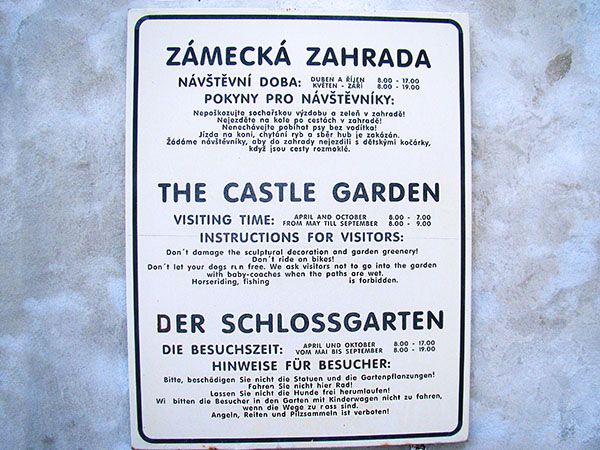 ZÁMECKÁ ZAHRADA
NÁVŠTĚVNÍ DOBA: DUBEN A ŘÍJEN 8.00 - 17.00
KVĚTEN - ZÁŘÍ 8.00 - 19.00
POKYNY PRO NÁVŠTĚVNÍKY:
Nepoškozujte sochařskou výzdobu a zeleň v zahradě!
Nejezděte na kole po cestách v zahradě!
Nenechávejte pobíhat psy bez vodítka!
Jízda na koni, chytání ryb a sběr hub je zakázán.
Žádáme návštěvníky, aby do zahrady nejezdili s dětskými kočárky,
když jsou cesty rozmoklé.
THE CASTLE GARDEN
VISITING TIME: APRIL AND OCTOBER 8.00 - 7.00
FROM MAY TILL SEPTEMBER 8.00 - 9.00
INSTRUCTIONS FOR VISITORS:
Don´t damage the sculptural decoration and garden greenery!
Don´t ride on bikes!
Don´t let your dogs run free. We ask visitors not to go into the garden
with baby-coaches when the paths are wet.
Horseriding, fishing is forbidden.
DER SCHLOSSGARTEN
DIE BESUCHSZEIT: APRIL UND OKTOBER 8.00 - 17.00
VOM MAI BIS SEPTEMBER 8.00 - 19.00
HINWEISE FÜR BESUCHER:
Bitte, beschädigen Sie nicht die Statuen und die Gartenpflanzungen!
Fahren Sie nicht hier Rad!
Lassen Sie nicht die Hunde frei herumlaufen!
Wi bitten die Besucher in den Garten mit Kinderwagen nicht zu fahren,
wenn die Wege zu rass sind.
Angeln, Reiten und Pilzsammeln ist verboten!